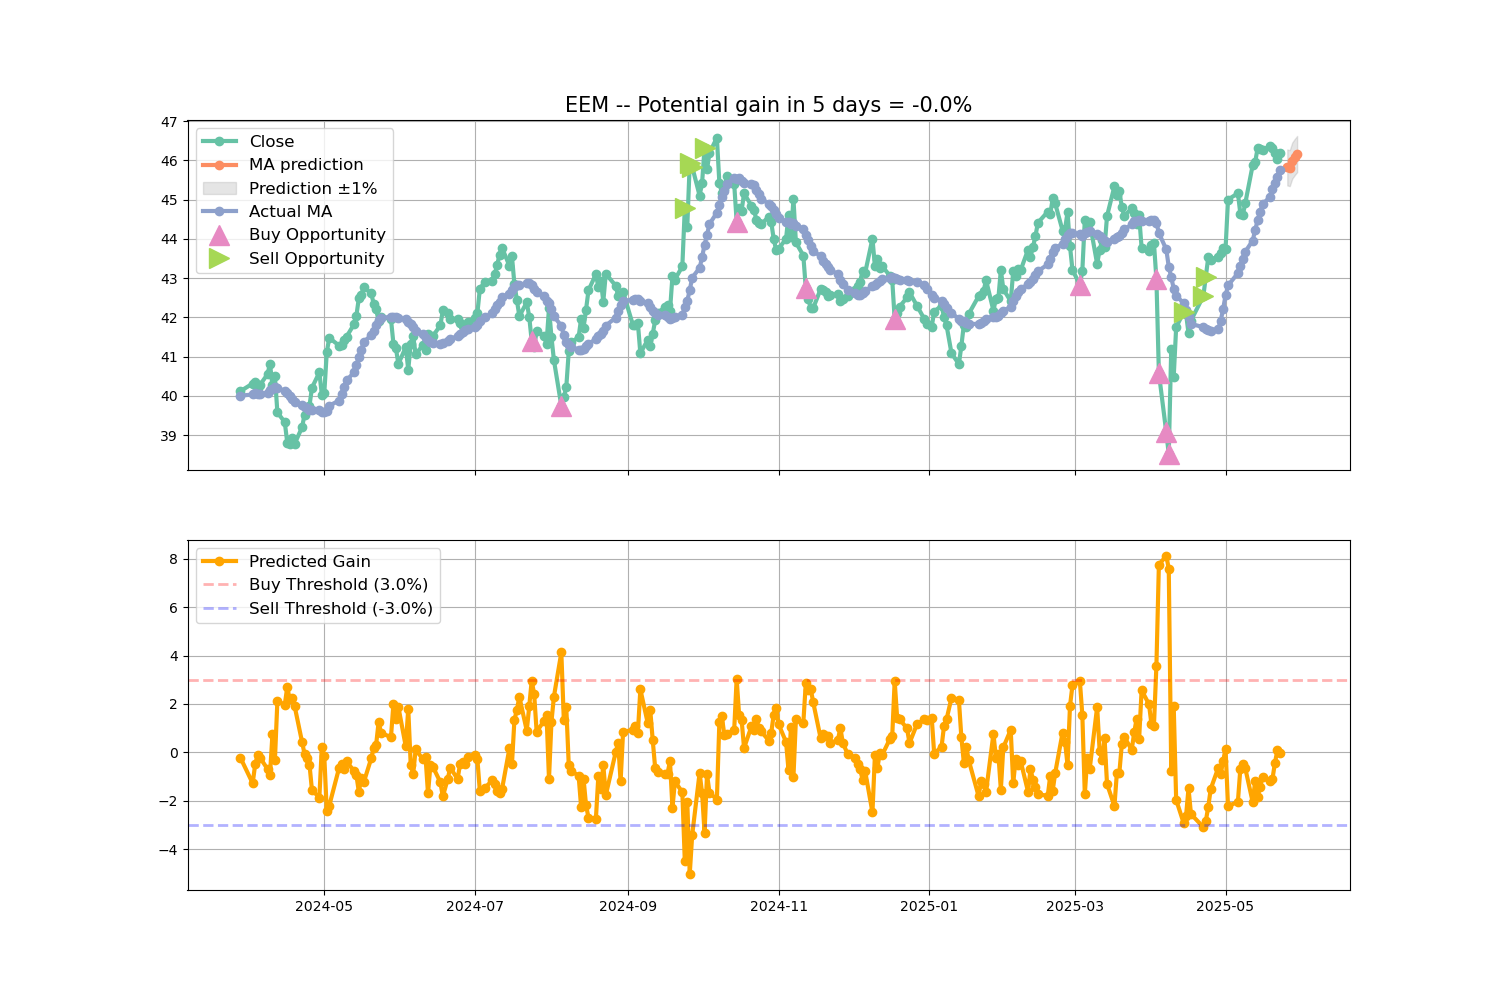 EEM -- Potential gain in 5 days = -0.0%
47
46
45
44
43
42
41
40
39
Close
MA prediction
Prediction ±1%
Actual MA
Buy Opportunity
Sell Opportunity
8
6
4
2
0
−2
−4
Predicted Gain
Buy Threshold (3.0%)
Sell Threshold (-3.0%)
2024-05 2024-07 2024-09 2024-11 2025-01 2025-03 2025-05